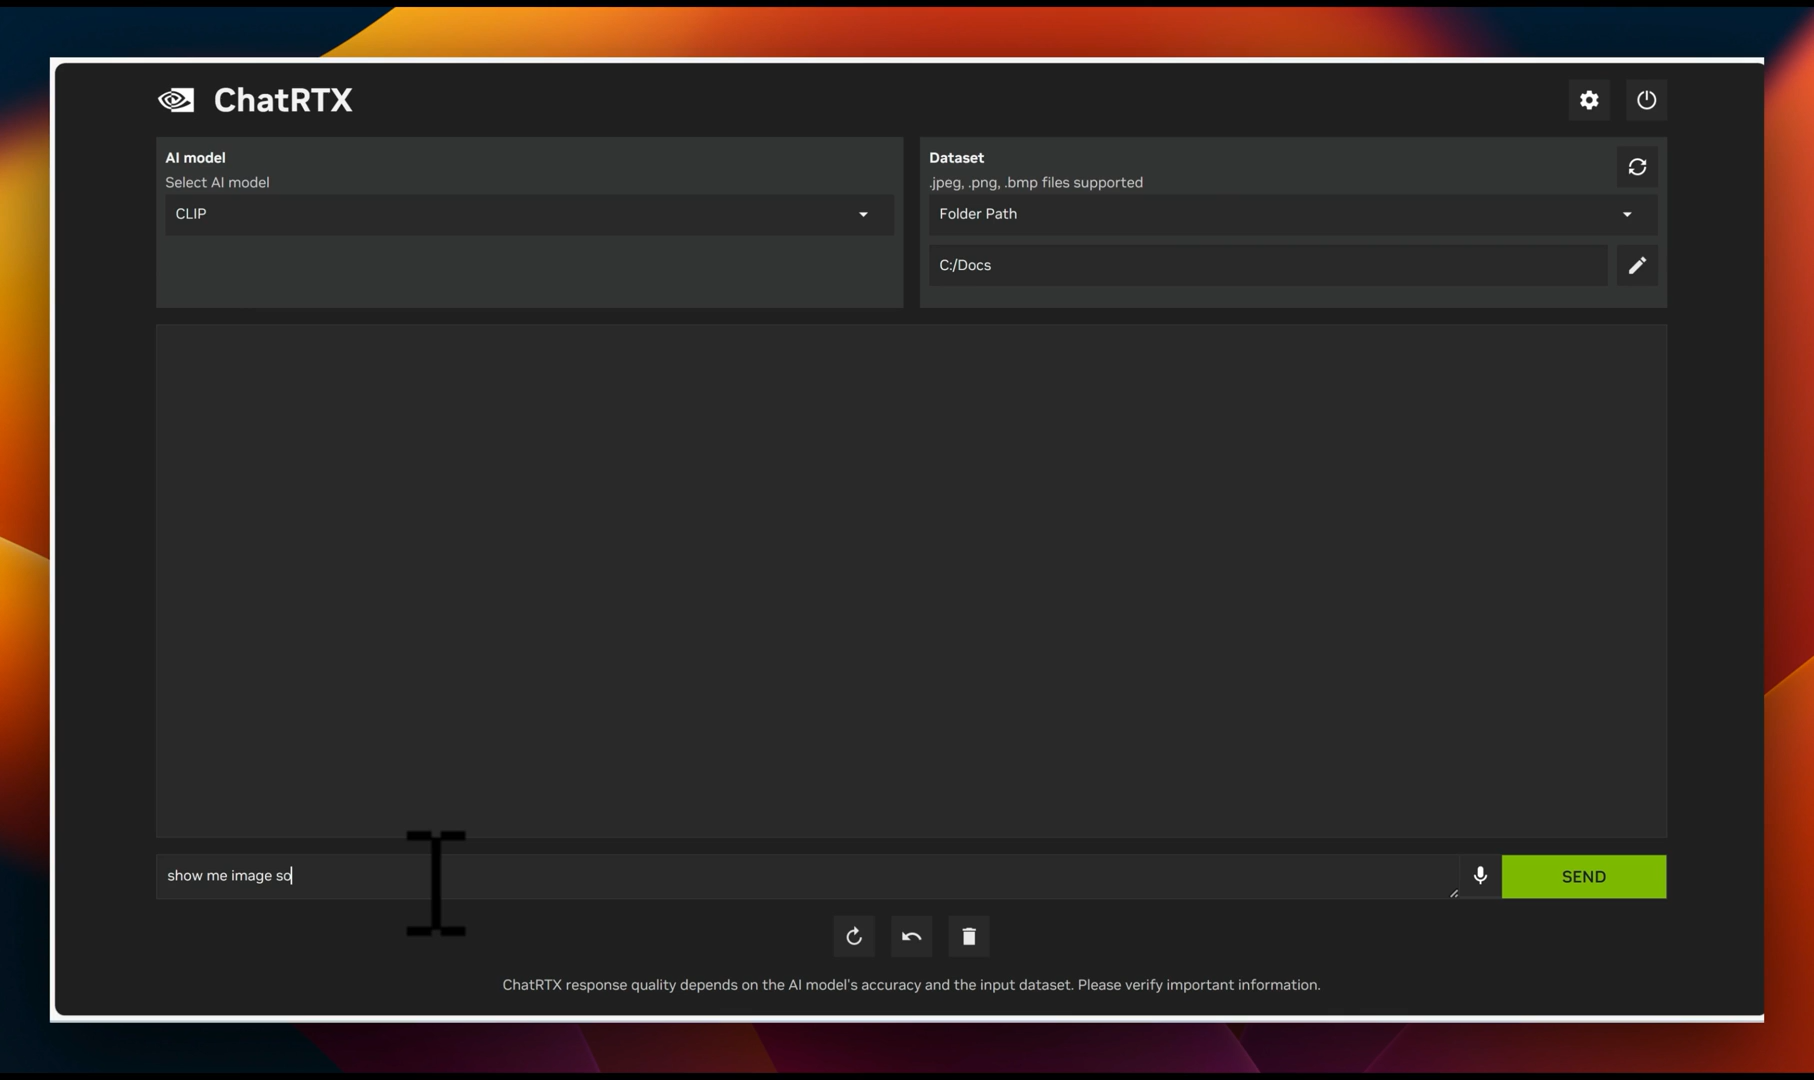 ChatRTX
AI model
Select AI model
CLIP
Dataset
.jpeg, .png, .bmp files supported
Folder Path
C:/Docs
show me image so
SEND
ChatRTX response quality depends on the AI model's accuracy and the input dataset. Please verify important information.